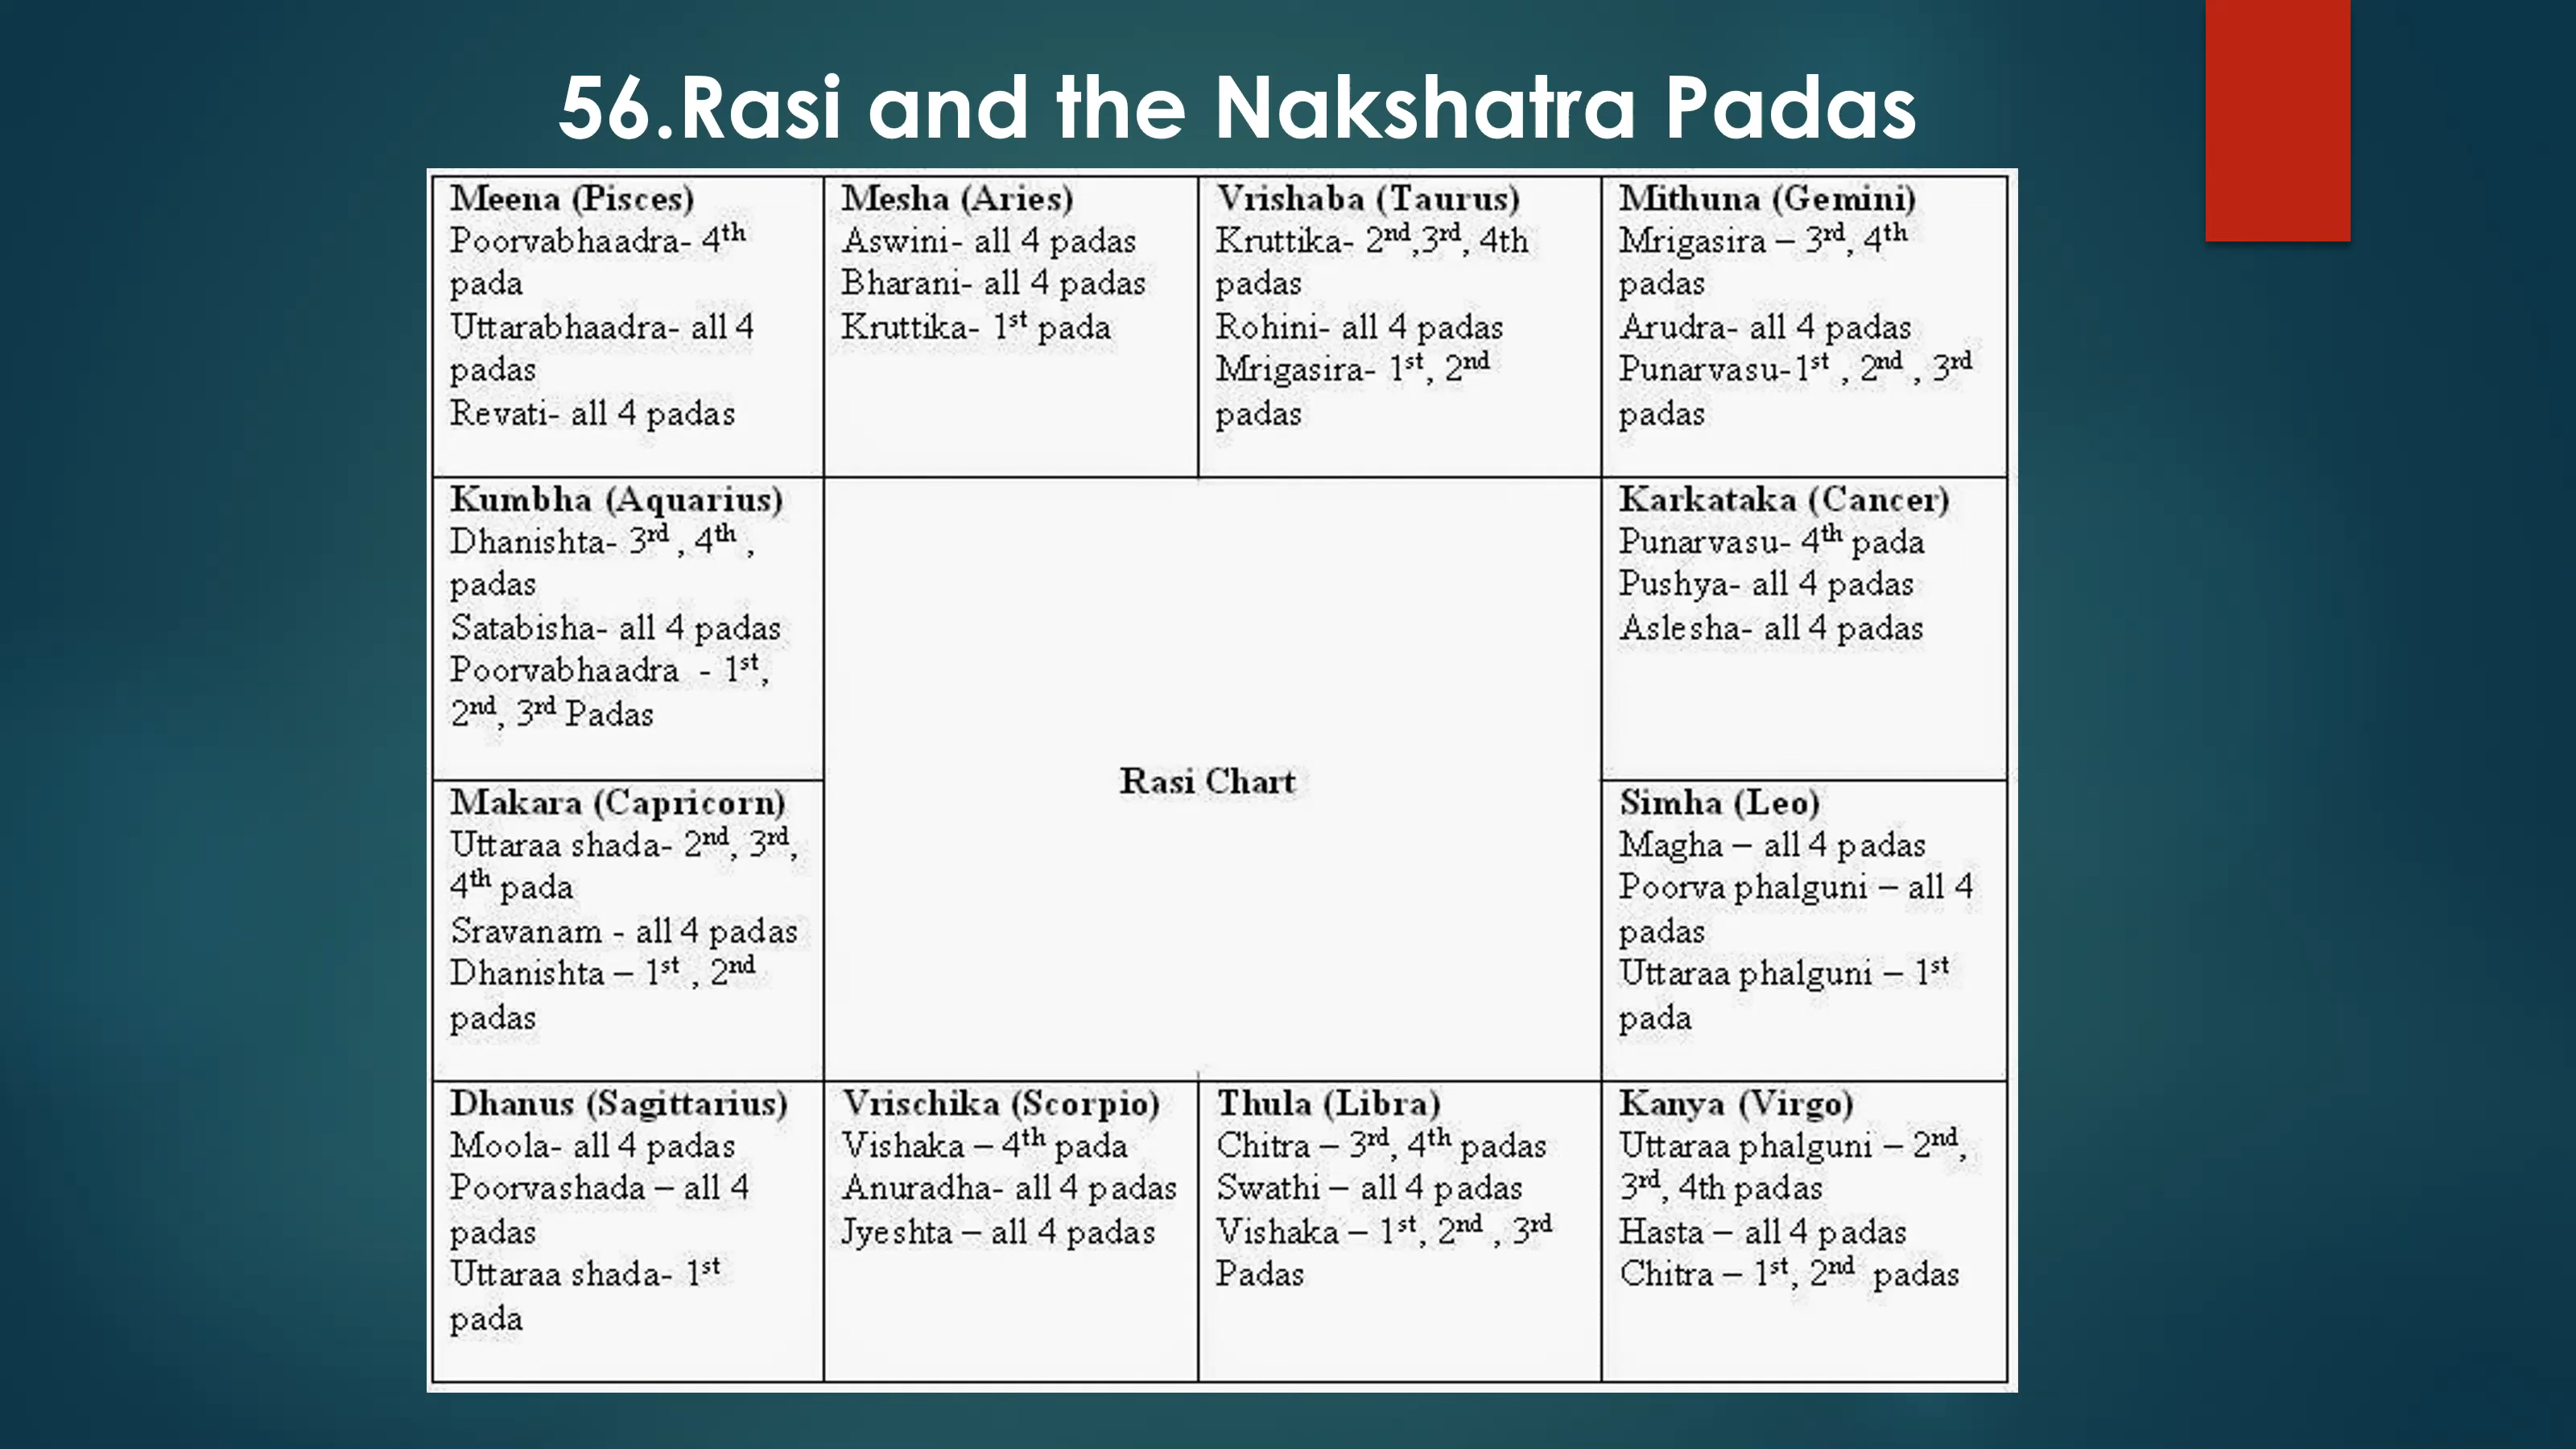 56.Rasi and the Nakshatra Padas
Meena (Pisces)
Poorvabhaadra- 4th
pada
Uttarabhaadra- all 4
padas
Revati- all 4 padas
Mesha (Aries)
Aswini- all 4 padas
Bharani- all 4 padas
Kruttika- 1st pada
Vrishaba (Taurus)
Kruttika- 2nd,3rd, 4th
padas
Rohini- all 4 padas
Mrigasira- 1st, 2nd
padas
Mithuna (Gemini)
Mrigasira – 3rd, 4th
padas
Arudra- all 4 padas
Punarvasu-1st , 2nd , 3rd
padas
Kumbha (Aquarius)
Dhanishta- 3rd , 4th ,
padas
Satabisha- all 4 padas
Poorvabhaadra - 1st,
2nd, 3rd Padas
Karkataka (Cancer)
Punarvasu- 4th pada
Pushya- all 4 padas
Aslesha- all 4 padas
Rasi Chart
Makara (Capricorn)
Uttaraa shada- 2nd, 3rd,
4th pada
Sravanam - all 4 padas
Dhanishta – 1st , 2nd
padas
Simha (Leo)
Magha – all 4 padas
Poorva phalguni – all 4
padas
Uttaraa phalguni – 1st
pada
Dhanus (Sagittarius)
Moola- all 4 padas
Poorvashada – all 4
padas
Uttaraa shada- 1st
pada
Vrischika (Scorpio)
Vishaka – 4th pada
Anuradha- all 4 padas
Jyeshta – all 4 padas
Thula (Libra)
Chitra – 3rd, 4th padas
Swathi – all 4 padas
Vishaka – 1st, 2nd , 3rd
Padas
Kanya (Virgo)
Uttaraa phalguni – 2nd,
3rd, 4th padas
Hasta – all 4 padas
Chitra – 1st, 2nd padas